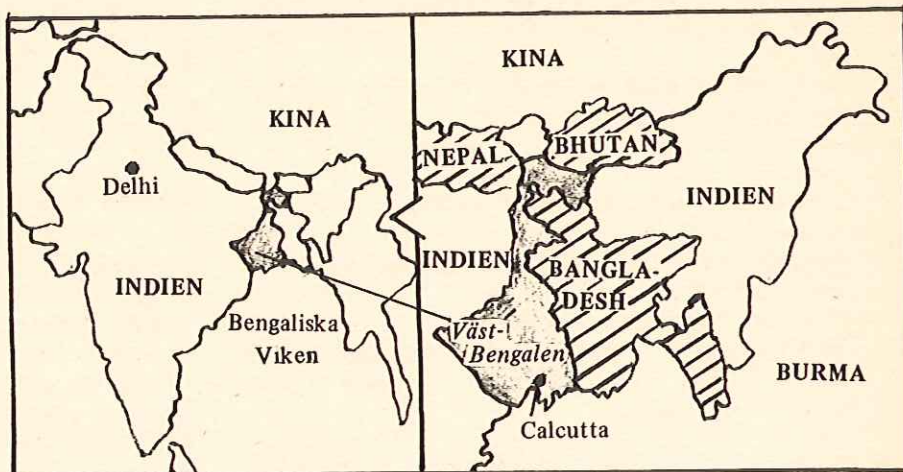 KINA
Delhi
INDIEN
Bengaliska
Viken
KINA
NEPAL
BHUTAN
INDIEN
INDIEN
BANGLA-
DESH
Väst-
Bengalen
BURMA
Calcutta